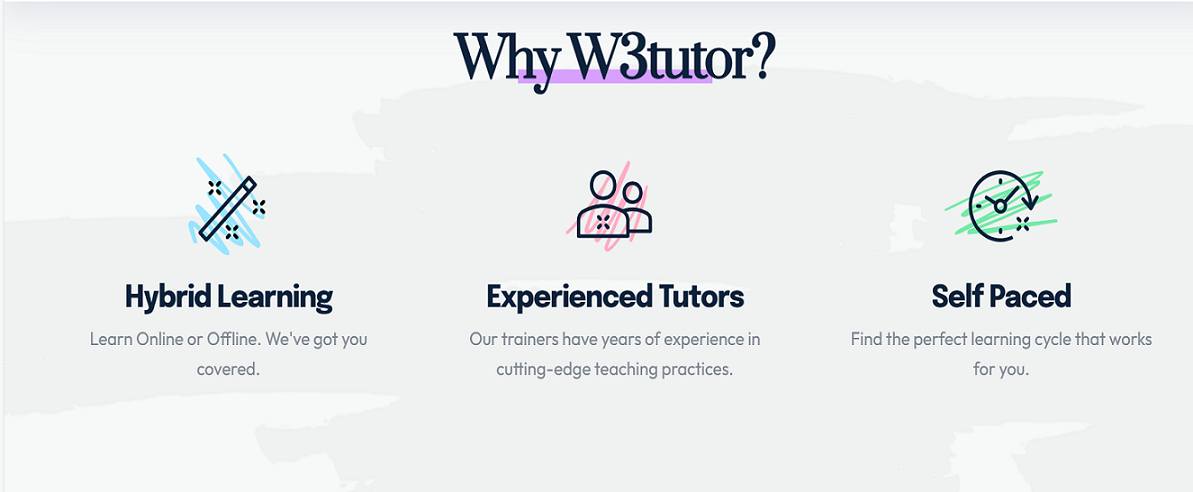 Why W3tutor?
Hybrid Learning
Learn Online or Offline. We've got you
covered.
Experienced Tutors
Our trainers have years of experience in
cutting-edge teaching practices.
Self Paced
Find the perfect learning cycle that works
for you.